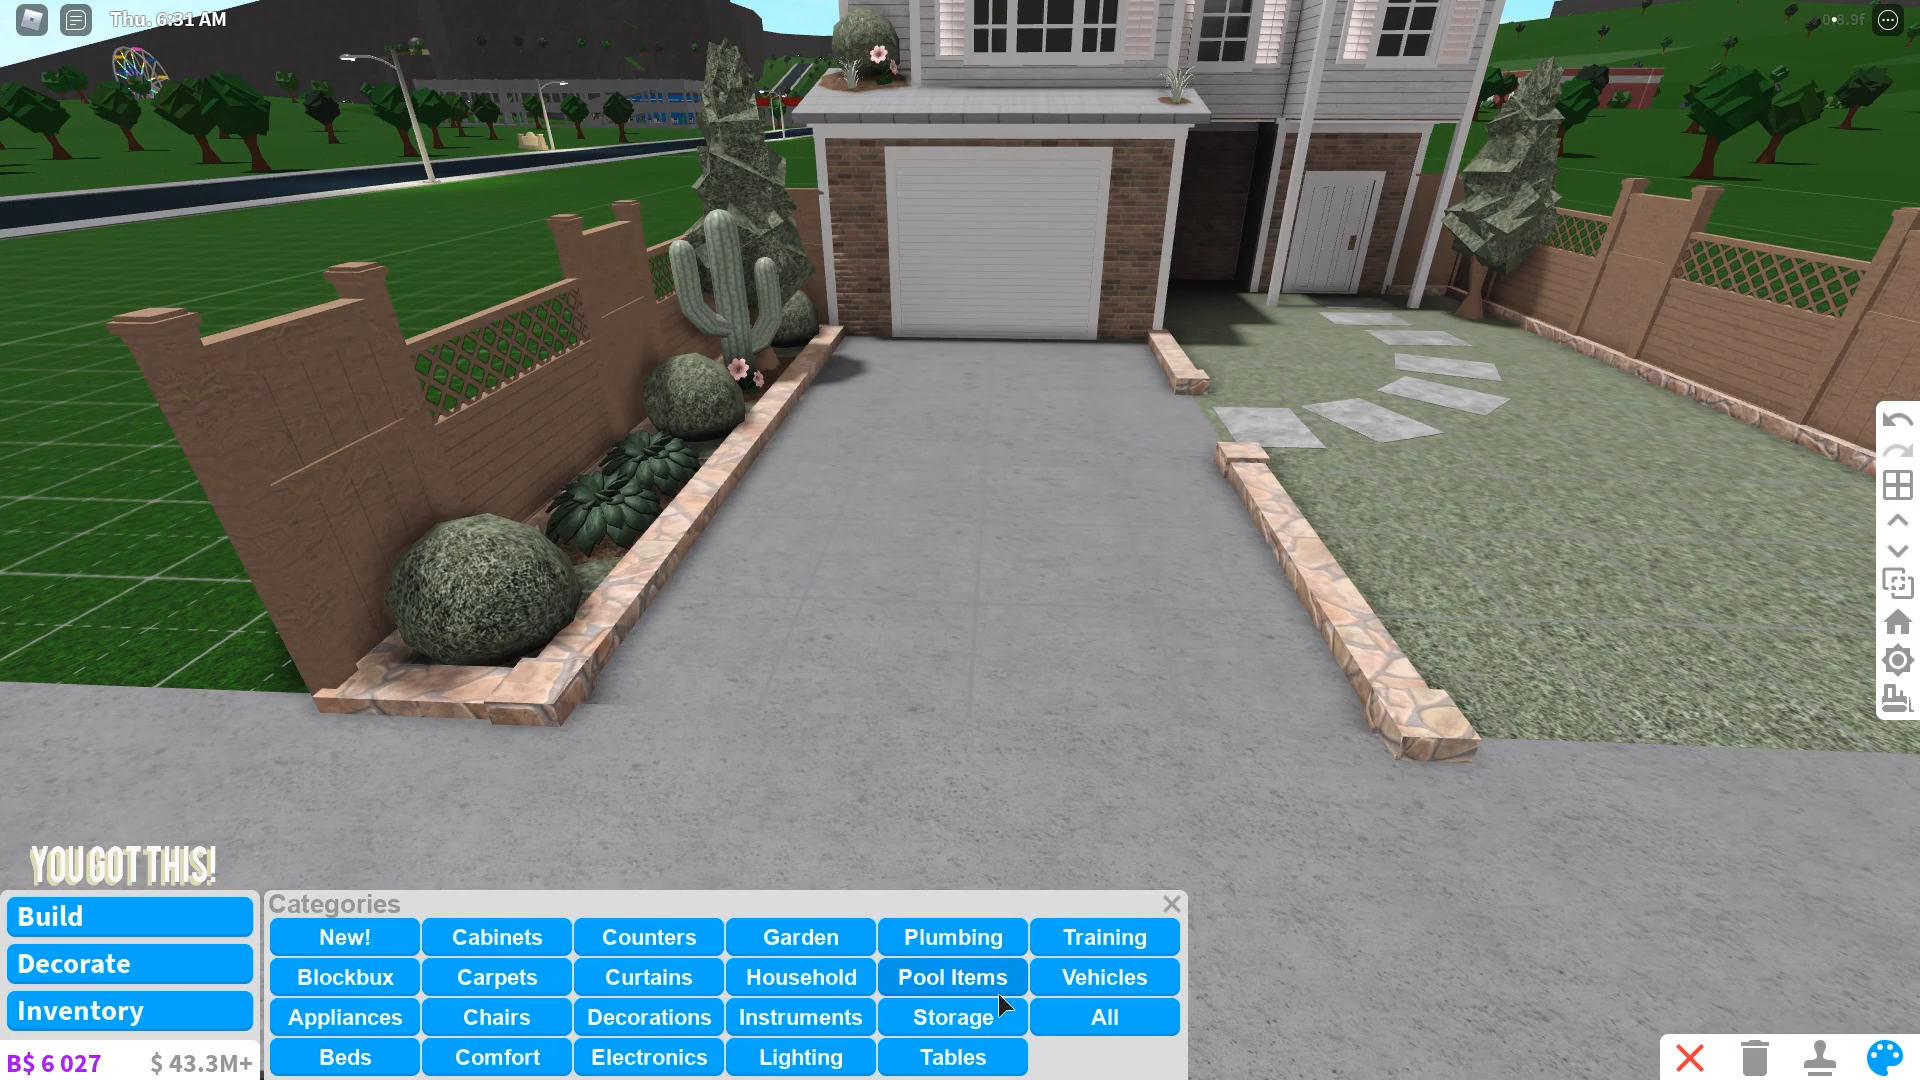 Thu. 6:31 AM
YOU GOT THIS!
Build
Decorate
Inventory
B$ 6 027
$ 43.3M+
Categories
New!
Cabinets
Counters
Garden
Plumbing
Training
Blockbux
Carpets
Curtains
Household
Pool Items
Vehicles
Appliances
Chairs
Decorations
Instruments
Storage
All
Beds
Comfort
Electronics
Lighting
Tables